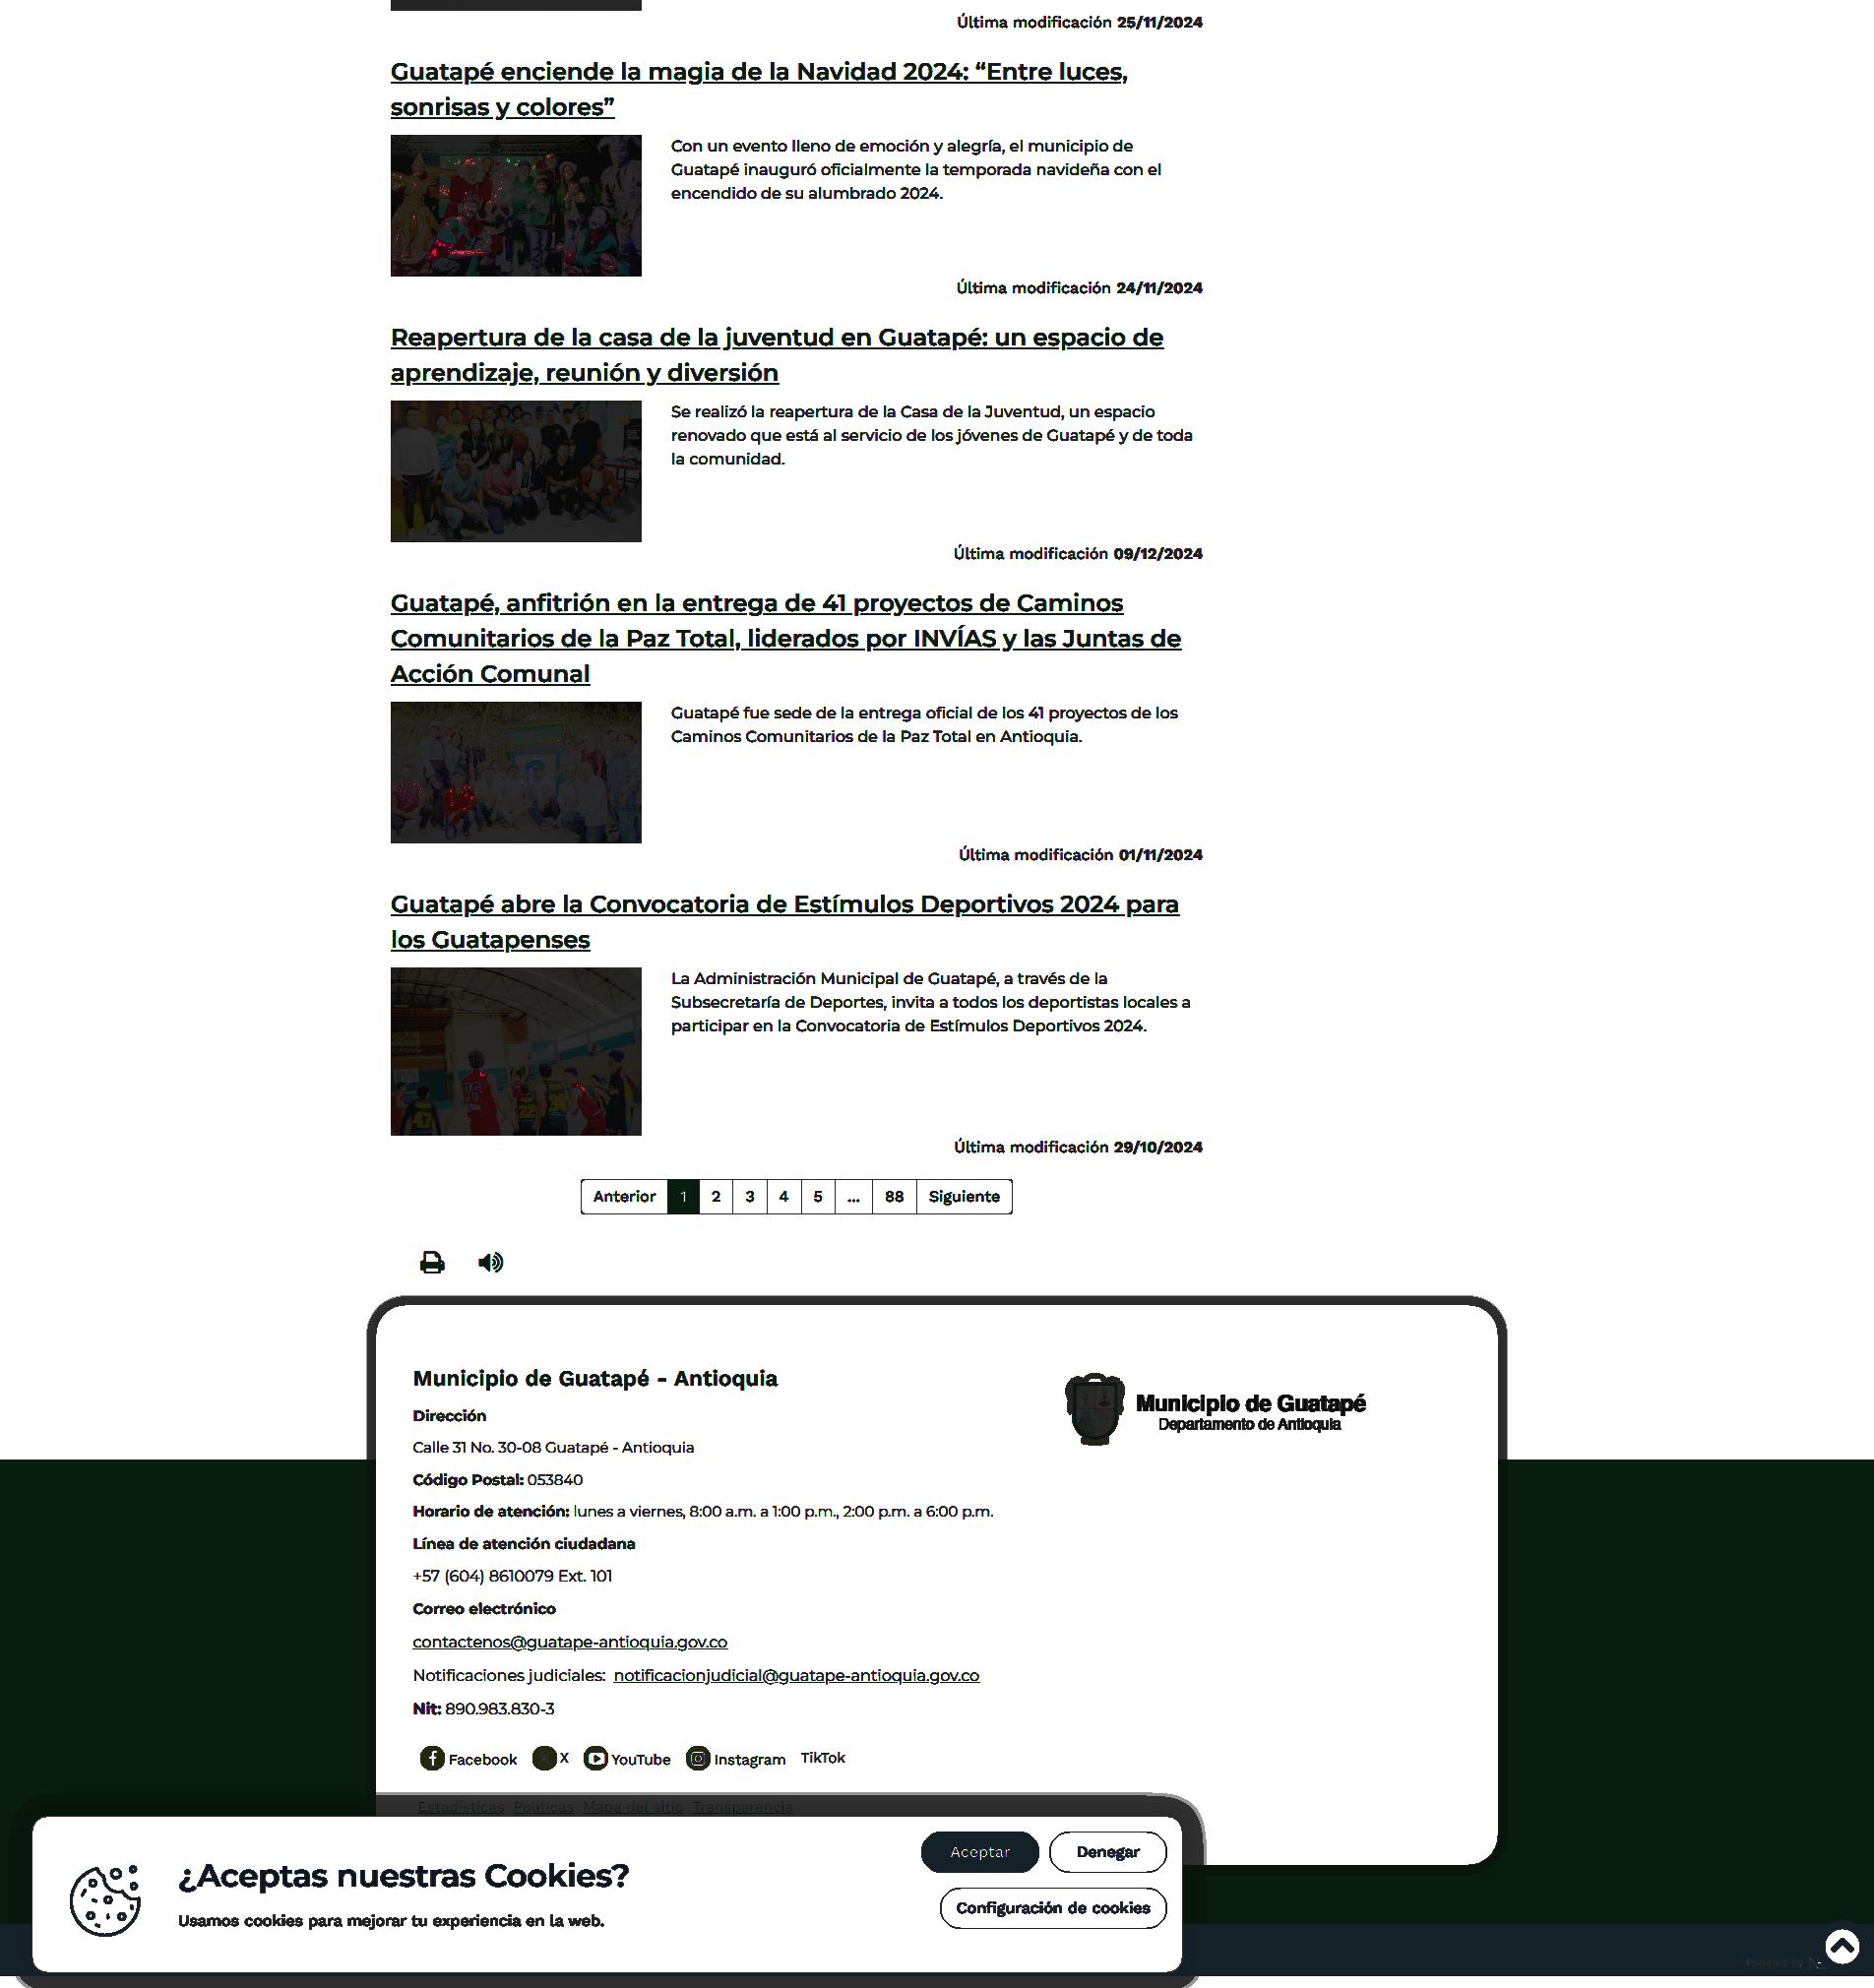 Última modificación 25/11/2024
Guatapé enciende la magia de la Navidad 2024: “Entre luces,
sonrisas y colores”
Con un evento lleno de emoción y alegría, el municipio de
Guatapé inauguró oficialmente la temporada navideña con el
encendido de su alumbrado 2024.
Última modificación 24/11/2024
Reapertura de la casa de la juventud en Guatapé: un espacio de
aprendizaje, reunión y diversión
Se realizó la reapertura de la Casa de la Juventud, un espacio
renovado que está al servicio de los jóvenes de Guatapé y de toda
la comunidad.
Última modificación 09/12/2024
Guatapé, anfitrión en la entrega de 41 proyectos de Caminos
Comunitarios de la Paz Total, liderados por INVÍAS y las Juntas de
Acción Comunal
Guatapé fue sede de la entrega oficial de los 41 proyectos de los
Caminos Comunitarios de la Paz Total en Antioquia.
Última modificación 01/11/2024
Guatapé abre la Convocatoria de Estímulos Deportivos 2024 para
los Guatapenses
La Administración Municipal de Guatapé, a través de la
Subsecretaría de Deportes, invita a todos los deportistas locales a
participar en la Convocatoria de Estímulos Deportivos 2024.
47
22
Última modificación 29/10/2024
Anterior 1 2 3 4 5 ... 88 Siguiente
Municipio de Guatapé - Antioquia
Municipio de Guatapé
Departamento de Antioquia
Dirección
Calle 31 No. 30-08 Guatapé - Antioquia
Código Postal: 053840
Horario de atención: lunes a viernes, 8:00 a.m. a 1:00 p.m., 2:00 p.m. a 6:00 p.m.
Línea de atención ciudadana
+57 (604) 8610079 Ext. 101
Correo electrónico
contactenos@guatape-antioquia.gov.co
Notificaciones judiciales: notificacionjudicial@guatape-antioquia.gov.co
Nit: 890.983.830-3
Facebook X YouTube Instagram TikTok
Estadísticas Políticas Mapa del sitio Transparencia
¿Aceptas nuestras Cookies?
Usamos cookies para mejorar tu experiencia en la web.
Aceptar Denegar
Configuración de cookies
Powered by